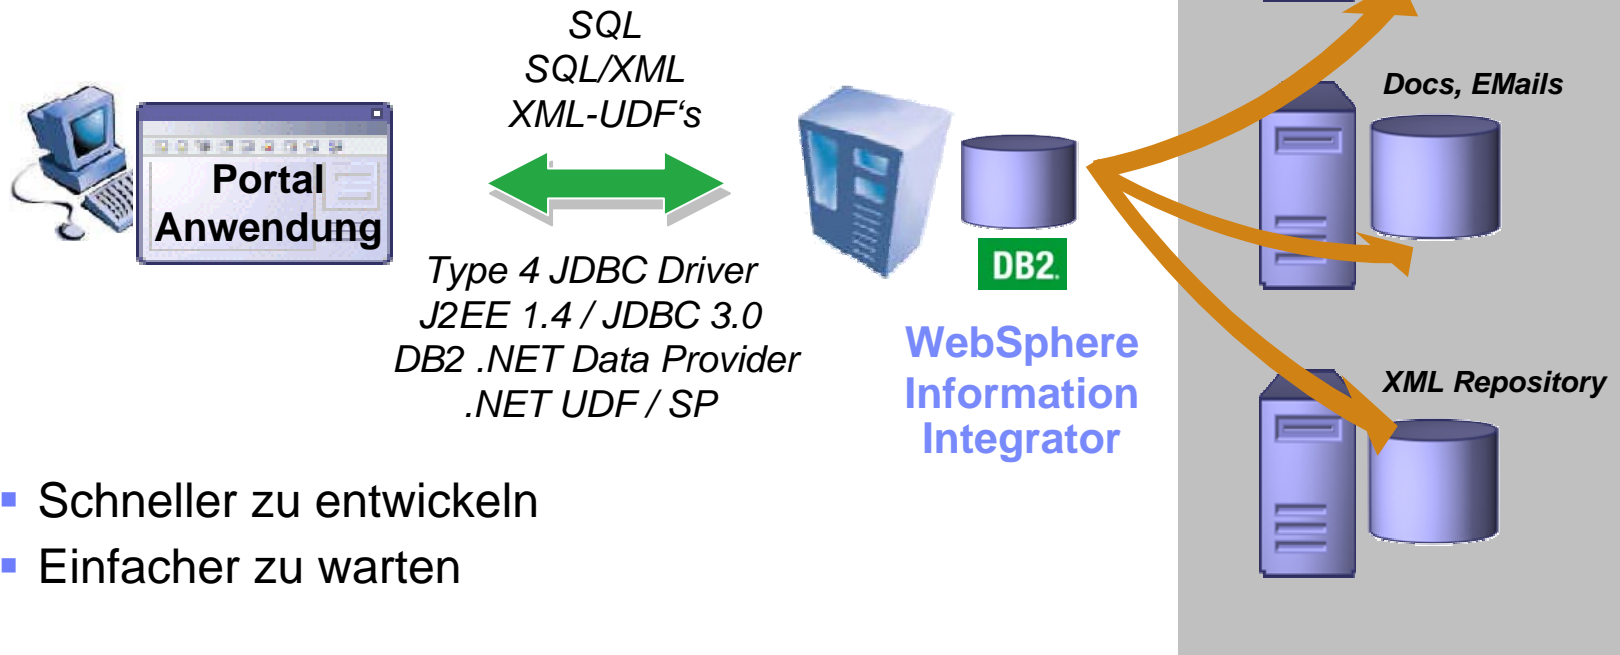 SQL
SQL/XML
XML-UDF‘s
Docs, EMails
Portal
Anwendung
Type 4 JDBC Driver
J2EE 1.4 / JDBC 3.0
DB2 .NET Data Provider
.NET UDF / SP
DB2.
WebSphere
Information
Integrator
XML Repository
Schneller zu entwickeln
Einfacher zu warten